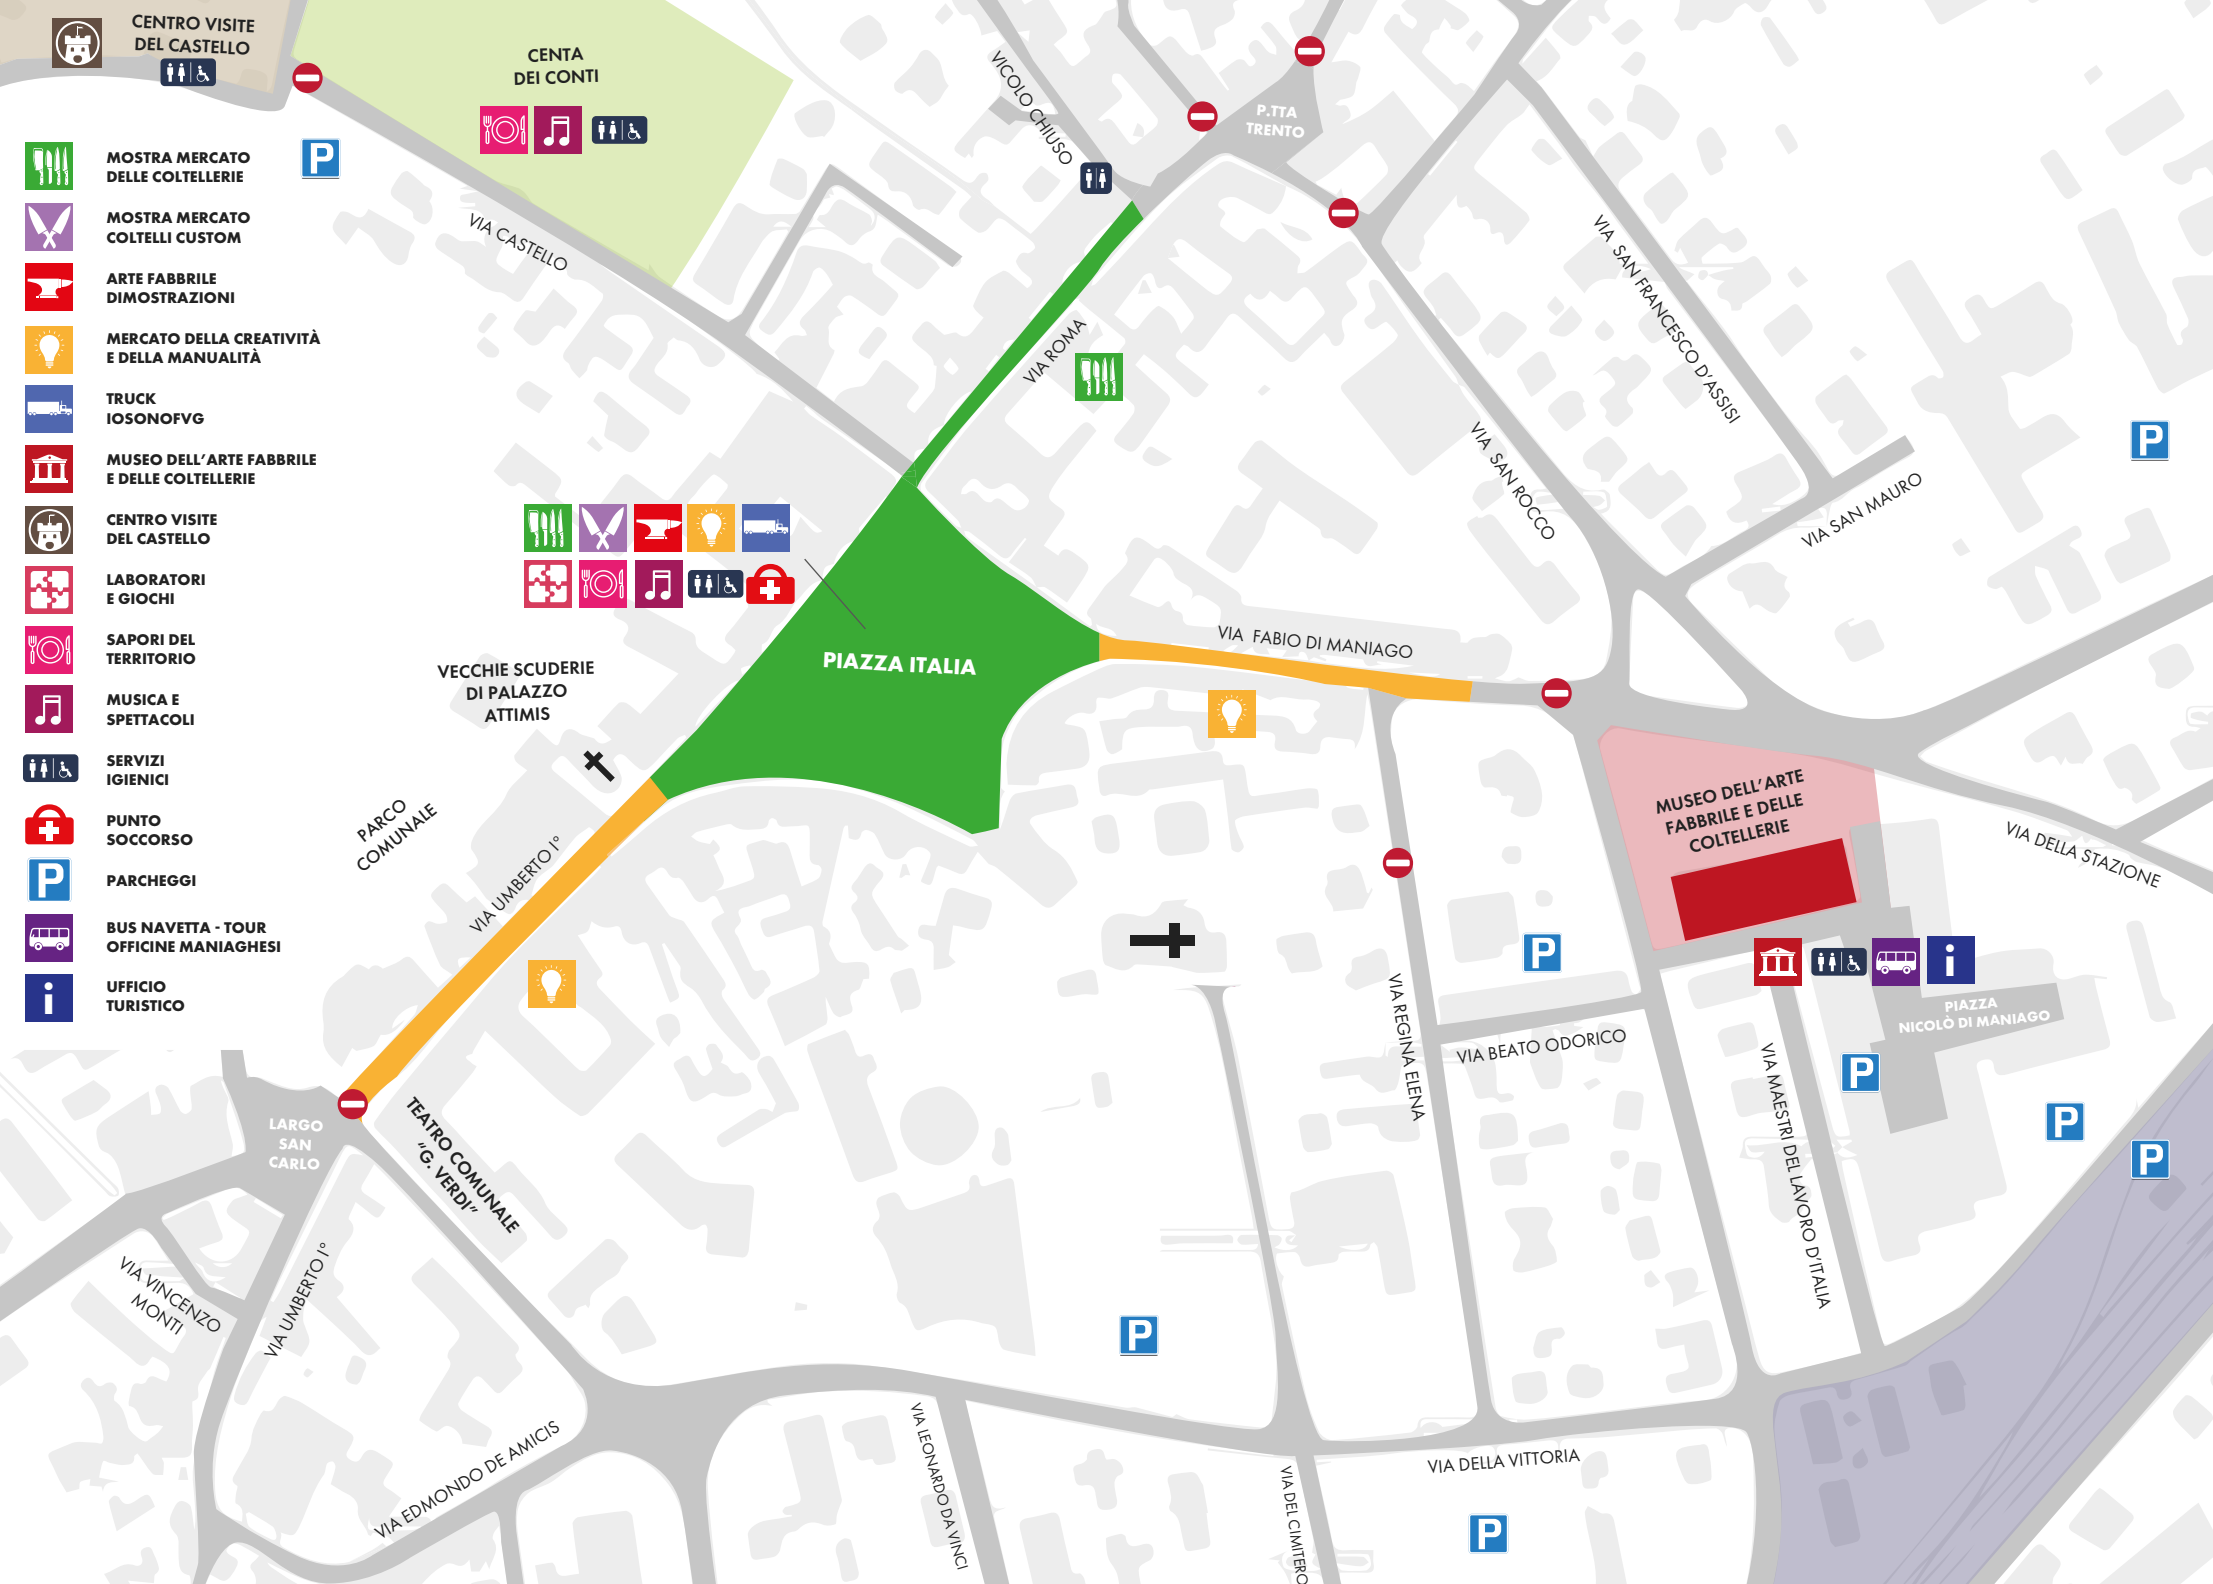 CENTRO VISITE
DEL CASTELLO
CENTA
DEI CONTI
P
MOSTRA MERCATO
DELLE COLTELLERIE
MOSTRA MERCATO
COLTELLI CUSTOM
ARTE FABBRILE
DIMOSTRAZIONI
MERCATO DELLA CREATIVITÀ
E DELLA MANUALITÀ
TRUCK
IOSONOFVG
MUSEO DELL'ARTE FABBRILE
E DELLE COLTELLERIE
CENTRO VISITE
DEL CASTELLO
LABORATORI
E GIOCHI
SAPORI DEL
TERRITORIO
MUSICA E
SPETTACOLI
SERVIZI
IGIENICI
PUNTO
SOCCORSO
P
PARCHEGGI
BUS NAVETTA - TOUR
OFFICINE MANIAGHESI
i
UFFICIO
TURISTICO
VIA CASTELLO
VICOLO CHIUSO
P.TTA
TRENTO
VIA ROMA
VIA SAN FRANCESCO D'ASSISI
VIA SAN ROCCO
VIA SAN MAURO
P
PIAZZA ITALIA
VIA FABIO DI MANIAGO
VECCHIE SCUDERIE
DI PALAZZO
ATTIMIS
PARCO
COMUNALE
VIA UMBERTO I°
MUSEO DELL'ARTE
FABBRILE E DELLE
COLTELLERIE
VIA DELLA STAZIONE
P
i
PIAZZA
NICOLÒ DI MANIAGO
VIA REGINA ELENA
VIA BEATO ODORICO
VIA MAESTRI DEL LAVORO D'ITALIA
P
P
P
LARGO
SAN
CARLO
TEATRO COMUNALE
"G. VERDI"
VIA VINCENZO
MONTI
VIA UMBERTO I°
P
VIA EDMONDO DE AMICIS
VIA LEONARDO DA VINCI
VIA DEL CIMITERO
VIA DELLA VITTORIA
P